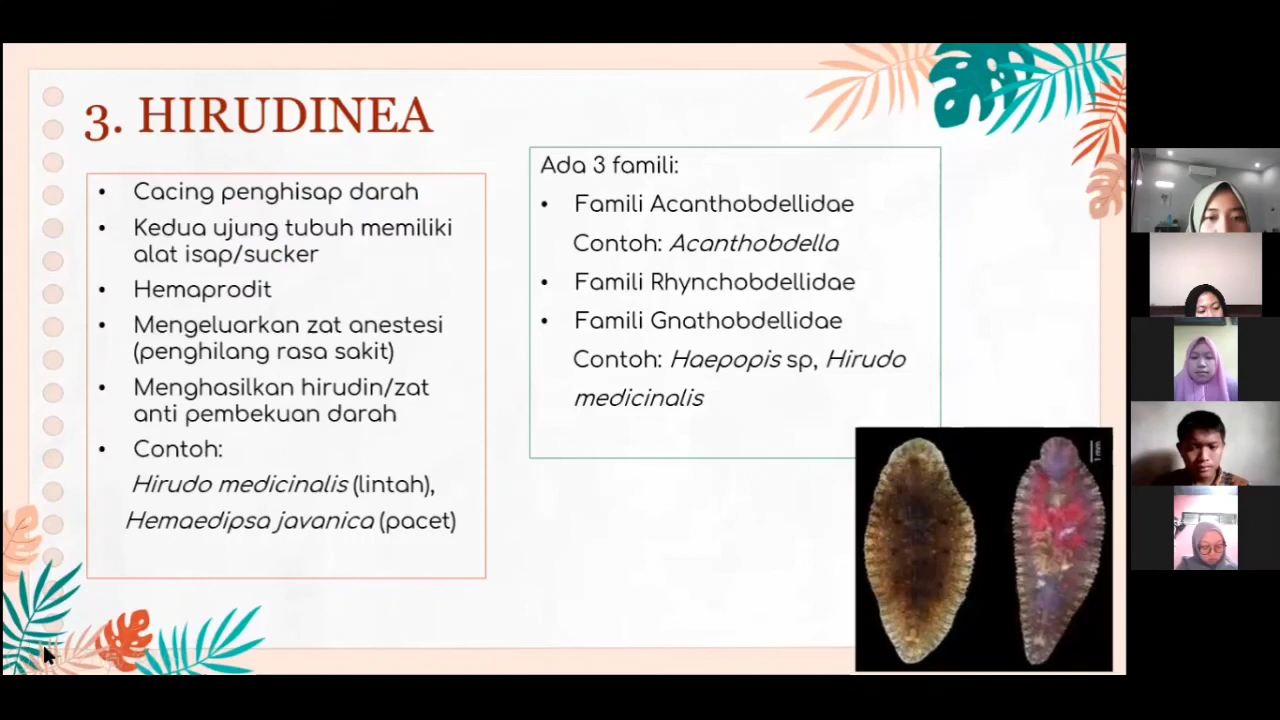 3. HIRUDINEA
• Cacing penghisap darah
• Kedua ujung tubuh memiliki
alat isap/sucker
• Hemaprodit
• Mengeluarkan zat anestesi
(penghilang rasa sakit)
• Menghasilkan hirudin/zat
anti pembekuan darah
• Contoh:
Hirudo medicinalis (lintah),
Hemaedipsa javanica (pacet)
Ada 3 famili:
• Famili Acanthobdellidae
Contoh: Acanthobdella
• Famili Rhynchobdellidae
• Famili Gnathobdellidae
Contoh: Haepopis sp, Hirudo
medicinalis
1 mm